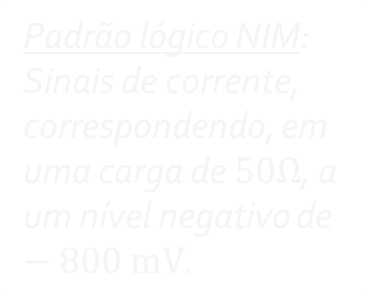 Padrão lógico NIM:
Sinais de corrente,
correspondendo, em
uma carga de 50Ω, a
um nível negativo de
− 800 mV.